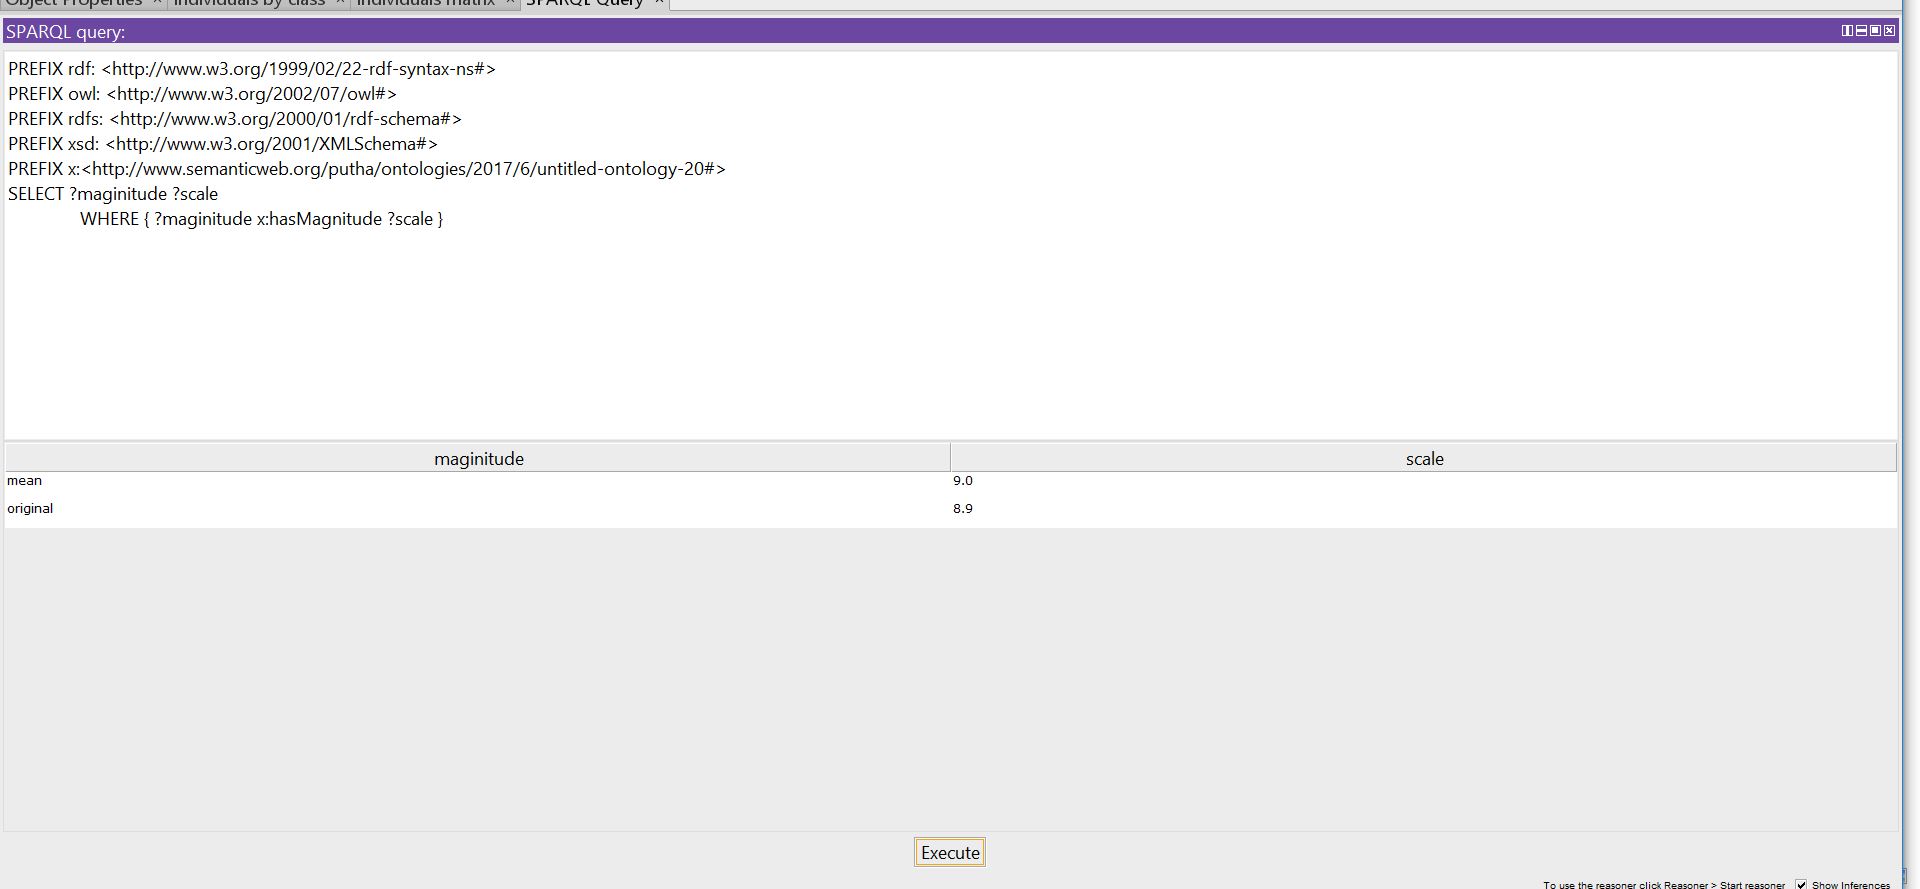 Object Properties × Individuals by class × Individuals matrix × SPARQL Query ×
SPARQL query:
PREFIX rdf: <http://www.w3.org/1999/02/22-rdf-syntax-ns#>
PREFIX owl: <http://www.w3.org/2002/07/owl#>
PREFIX rdfs: <http://www.w3.org/2000/01/rdf-schema#>
PREFIX xsd: <http://www.w3.org/2001/XMLSchema#>
PREFIX x:<http://www.semanticweb.org/putha/ontologies/2017/6/untitled-ontology-20#>
SELECT ?maginitude ?scale
WHERE { ?maginitude x:hasMagnitude ?scale }
maginitude scale
mean 9.0
original 8.9
Execute
To use the reasoner click Reasoner > Start reasoner Show Inferences